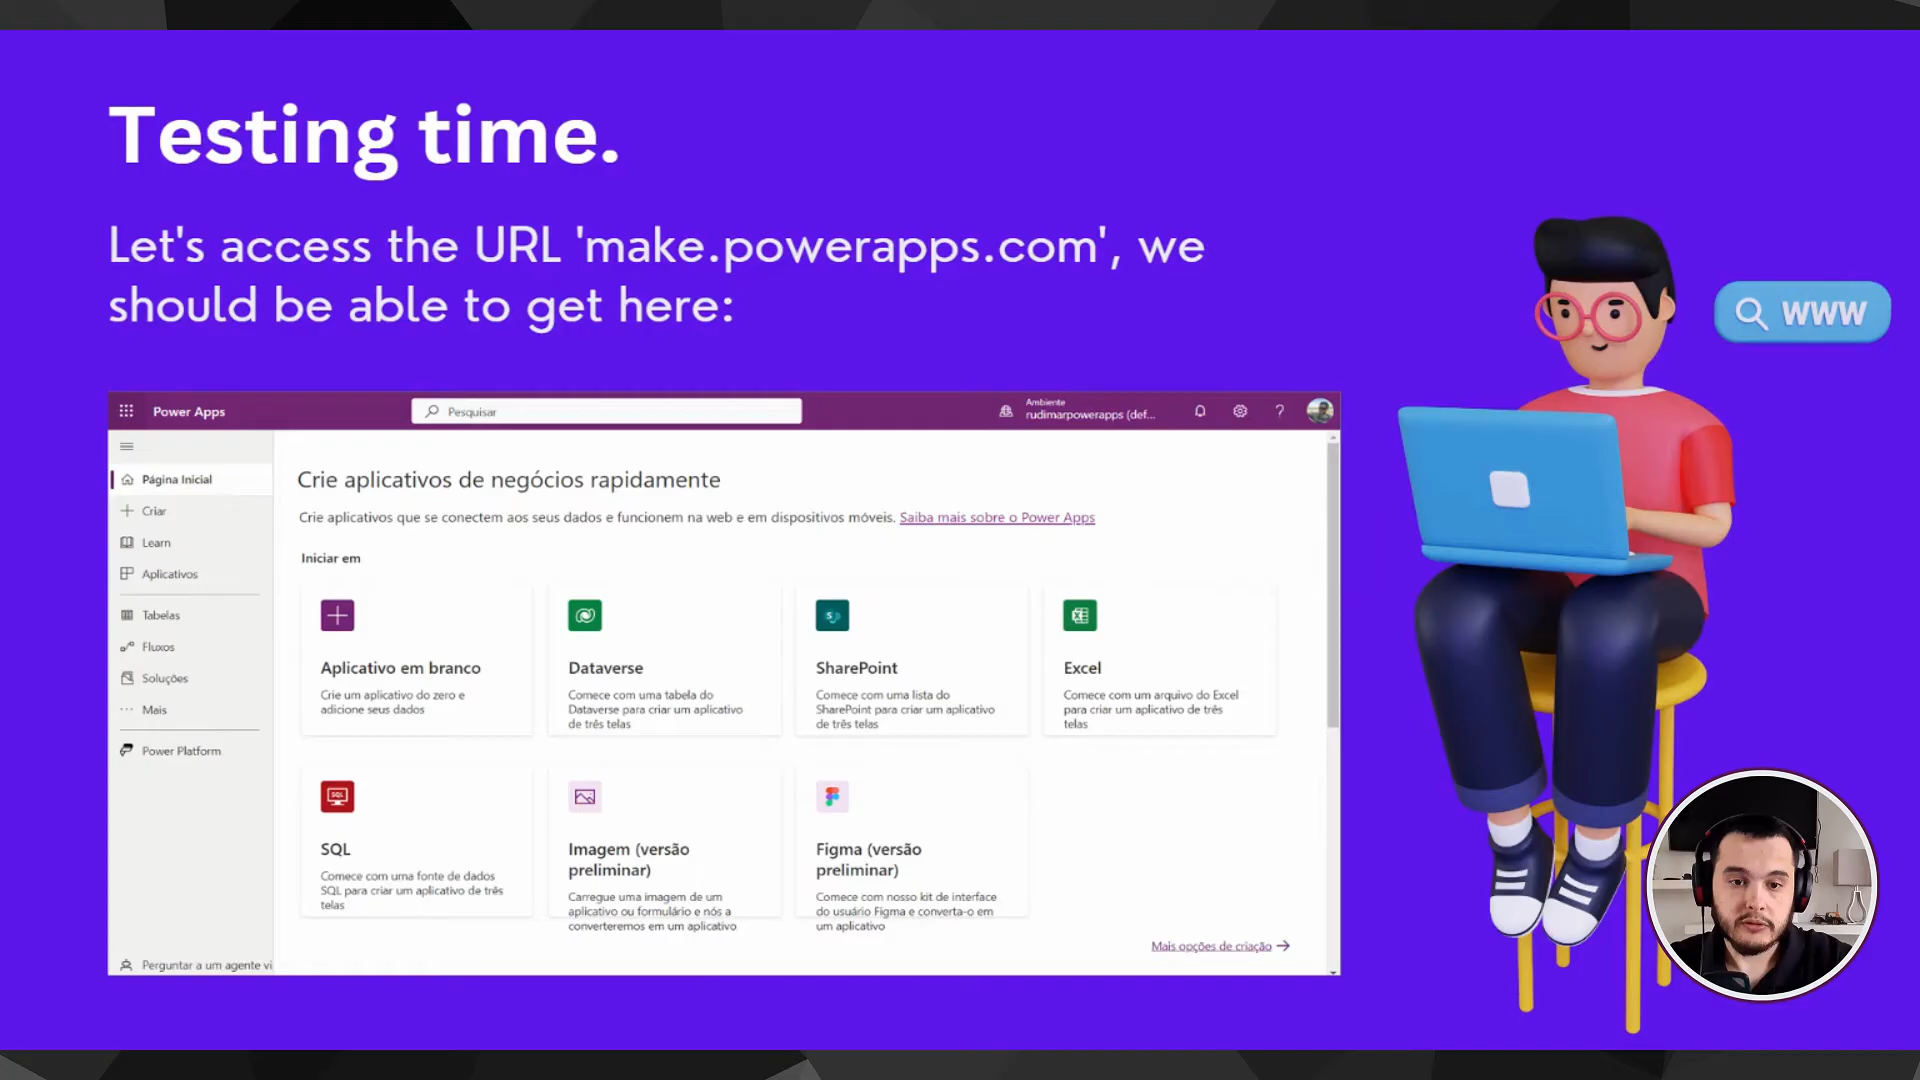 Testing time.
Let's access the URL 'make.powerapps.com', we
should be able to get here:
WWW
Power Apps
Pesquisar
Ambiente
rudimarpowerapps (def...
?
Página Inicial
Criar
Learn
Aplicativos
Tabelas
Fluxos
Soluções
Mais
Power Platform
Perguntar a um agente vi
Crie aplicativos de negócios rapidamente
Crie aplicativos que se conectem aos seus dados e funcionem na web e em dispositivos móveis. Saiba mais sobre o Power Apps
Iniciar em
Aplicativo em branco
Crie um aplicativo do zero e
adicione seus dados
Dataverse
Comece com uma tabela do
Dataverse para criar um aplicativo
de três telas
S
SharePoint
Comece com uma lista do
SharePoint para criar um aplicativo
de três telas
X
Excel
Comece com um arquivo do Excel
para criar um aplicativo de três
telas
SQL
SQL
Comece com uma fonte de dados
SQL para criar um aplicativo de três
telas
Imagem (versão
preliminar)
Carregue uma imagem de um
aplicativo ou formulário e nós a
converteremos em um aplicativo
Figma (versão
preliminar)
Comece com nosso kit de interface
do usuário Figma e converta-o em
um aplicativo
Mais opções de criação